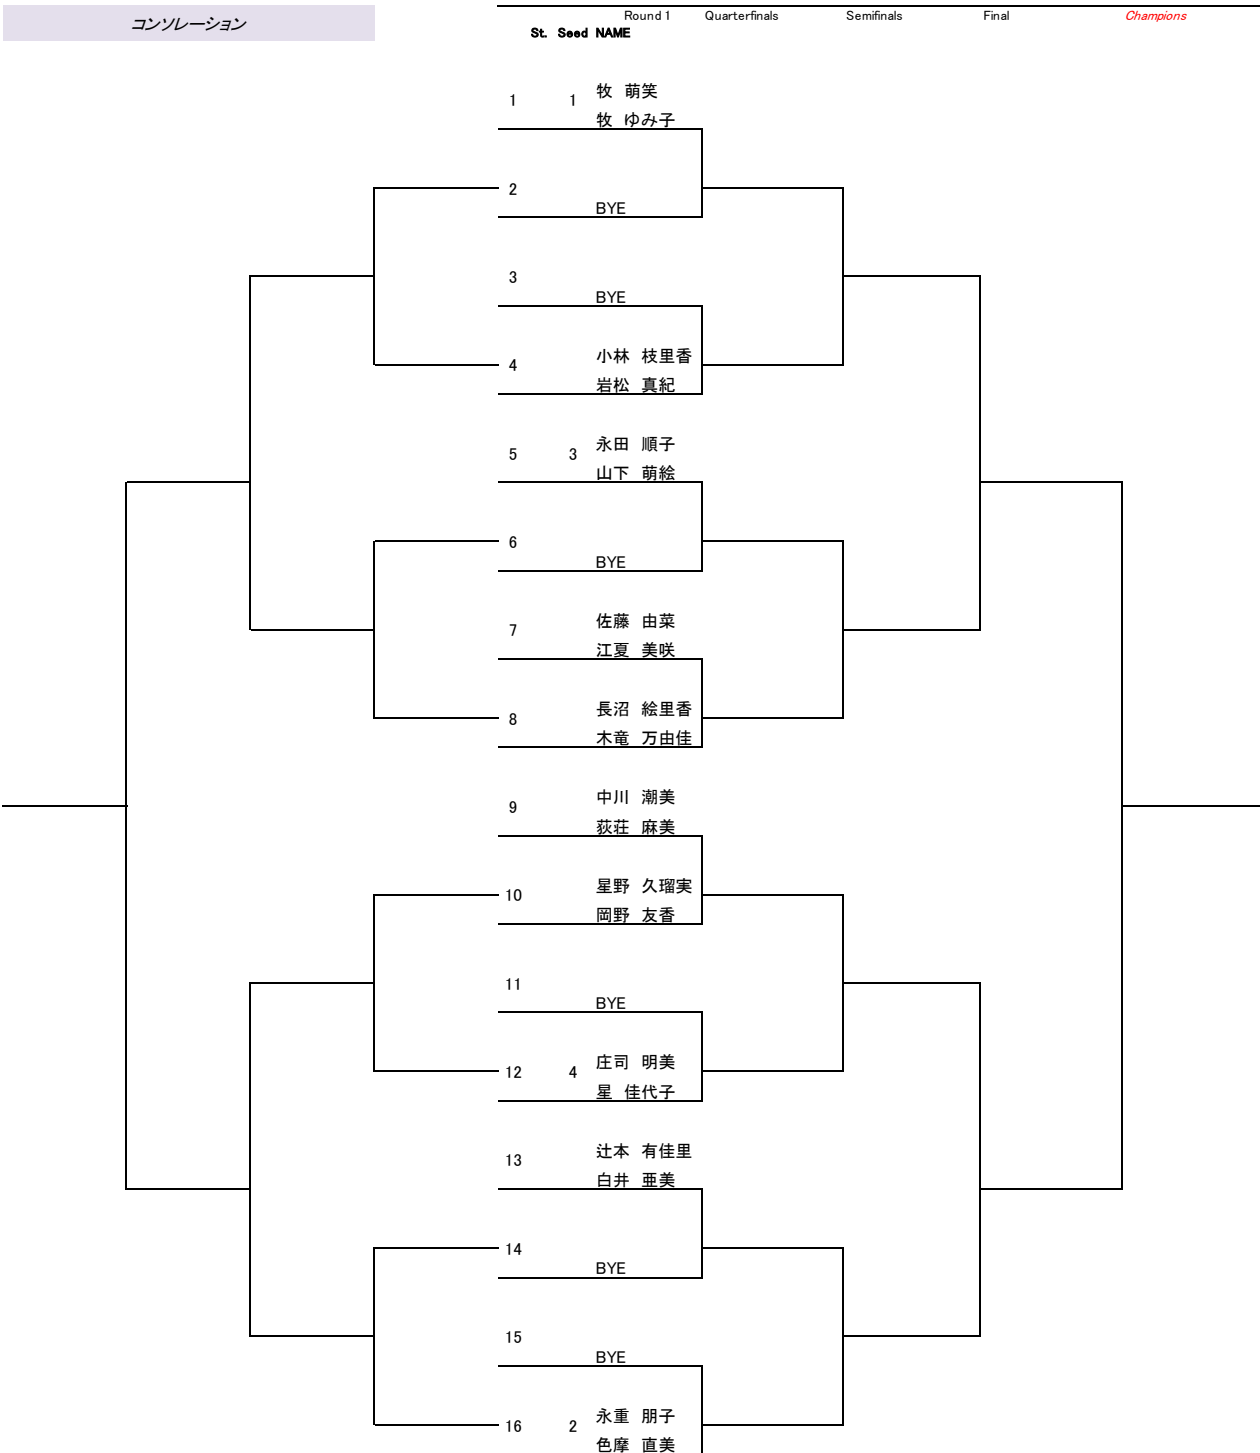 コンソレーション
Round 1 Quarterfinals Semifinals Final Champions
St. Seed NAME
1 1 牧 萌笑
牧 ゆみ子
2 BYE
3 BYE
4 小林 枝里香
岩松 真紀
5 3 永田 順子
山下 萌絵
6 BYE
7 佐藤 由菜
江夏 美咲
8 長沼 絵里香
木竜 万由佳
9 中川 潮美
荻荘 麻美
10 星野 久瑠実
岡野 友香
11 BYE
12 4 庄司 明美
星 佳代子
13 辻本 有佳里
白井 亜美
14 BYE
15 BYE
16 2 永重 朋子
色摩 直美